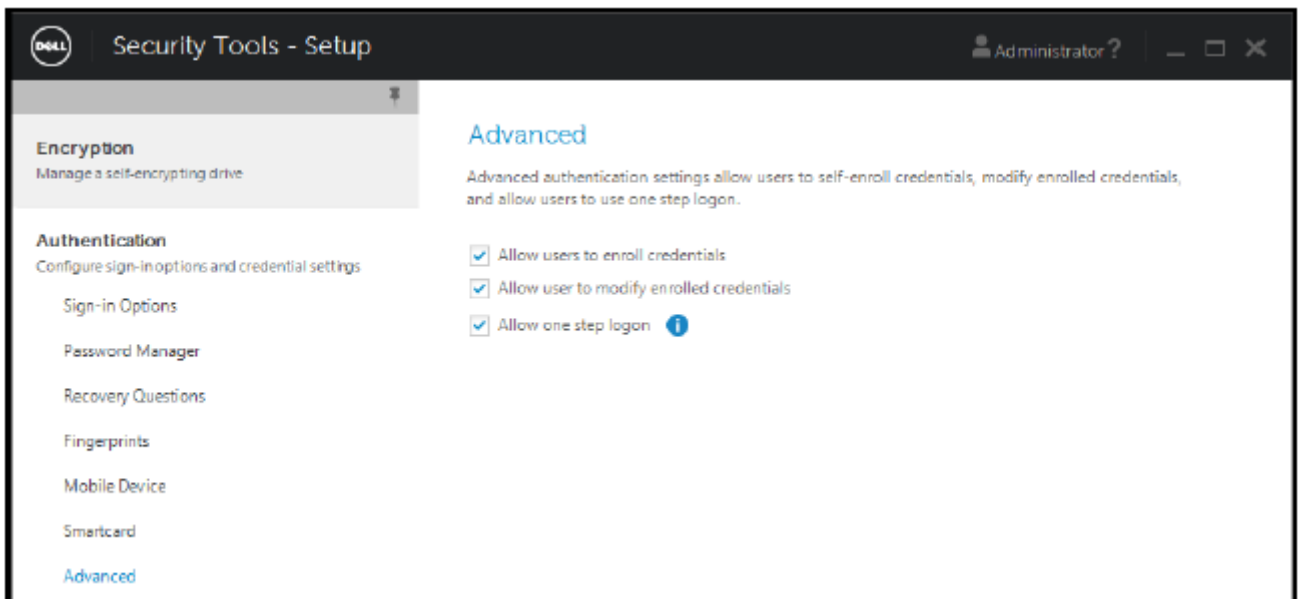 DELL
Security Tools - Setup
Administrator ?
Encryption
Manage a self-encrypting drive
Authentication
Configure sign-in options and credential settings
Sign-in Options
Password Manager
Recovery Questions
Fingerprints
Mobile Device
Smartcard
Advanced
Advanced
Advanced authentication settings allow users to self-enroll credentials, modify enrolled credentials,
and allow users to use one step logon.
Allow users to enroll credentials
Allow user to modify enrolled credentials
Allow one step logon i